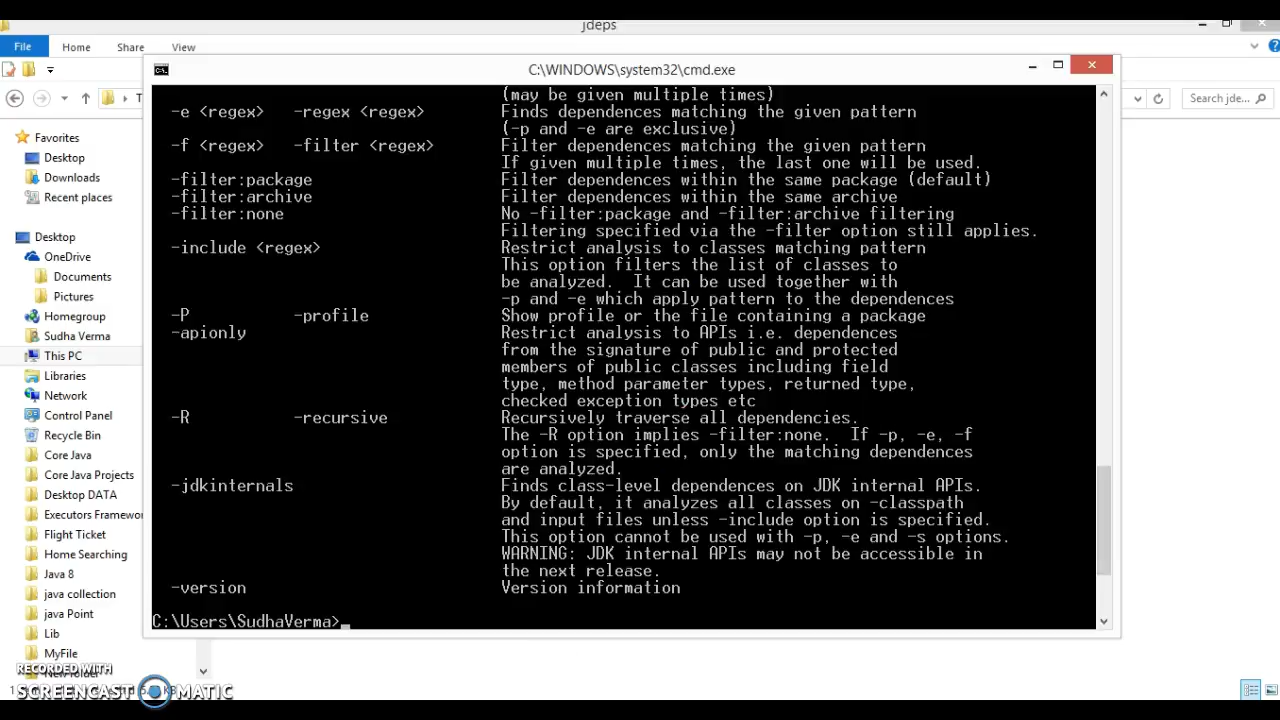 jdeps
File Home Share View
Search jde...
C:\WINDOWS\system32\cmd.exe
Favorites
Desktop
Downloads
Recent places
Desktop
OneDrive
Documents
Pictures
Homegroup
Sudha Verma
This PC
Libraries
Network
Control Panel
Recycle Bin
Core Java
Core Java Projects
Desktop DATA
Executors Framewor
Flight Ticket
Home Searching
Java 8
java collection
java Point
Lib
MyFile
(may be given multiple times)
-e <regex> -regex <regex> Finds dependences matching the given pattern
(-p and -e are exclusive)
-f <regex> -filter <regex> Filter dependences matching the given pattern
If given multiple times, the last one will be used.
-filter:package Filter dependences within the same package (default)
-filter:archive Filter dependences within the same archive
-filter:none No -filter:package and -filter:archive filtering
Filtering specified via the -filter option still applies.
-include <regex> Restrict analysis to classes matching pattern
This option filters the list of classes to
be analyzed. It can be used together with
-p and -e which apply pattern to the dependences
-P -profile Show profile or the file containing a package
-apionly Restrict analysis to APIs i.e. dependences
from the signature of public and protected
members of public classes including field
type, method parameter types, returned type,
checked exception types etc
-R -recursive Recursively traverse all dependencies.
The -R option implies -filter:none. If -p, -e, -f
option is specified, only the matching dependences
are analyzed.
-jdkinternals Finds class-level dependences on JDK internal APIs.
By default, it analyzes all classes on -classpath
and input files unless -include option is specified.
This option cannot be used with -p, -e and -s options.
WARNING: JDK internal APIs may not be accessible in
the next release.
-version Version information
C:\Users\SudhaVerma>
RECORDED WITH
SCREENCAST MATIC